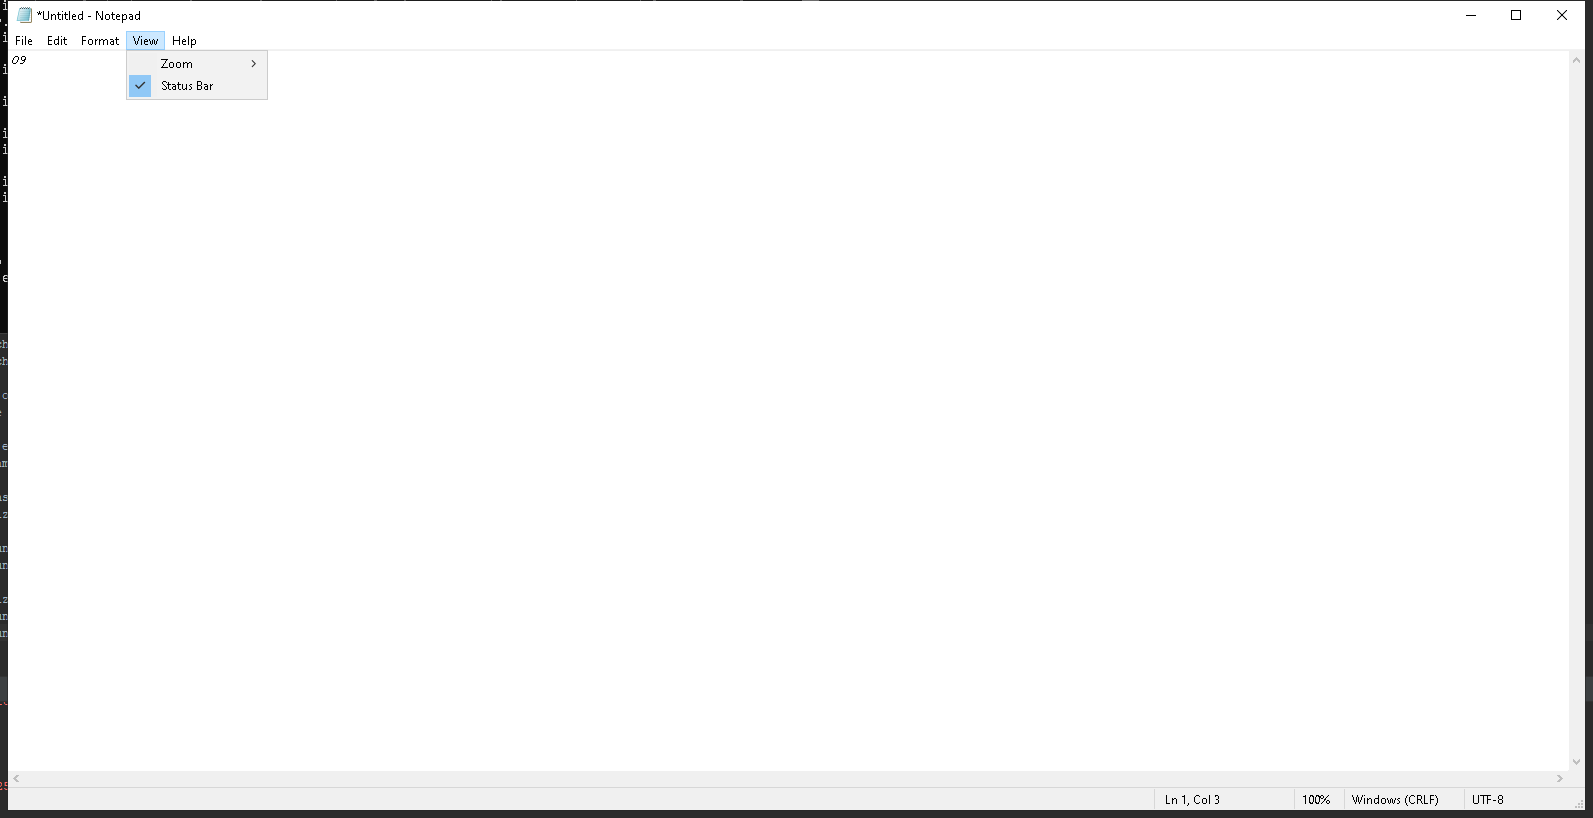 *Untitled - Notepad
File Edit Format View Help
09
Zoom
Status Bar
Ln 1, Col 3 100% Windows (CRLF) UTF-8